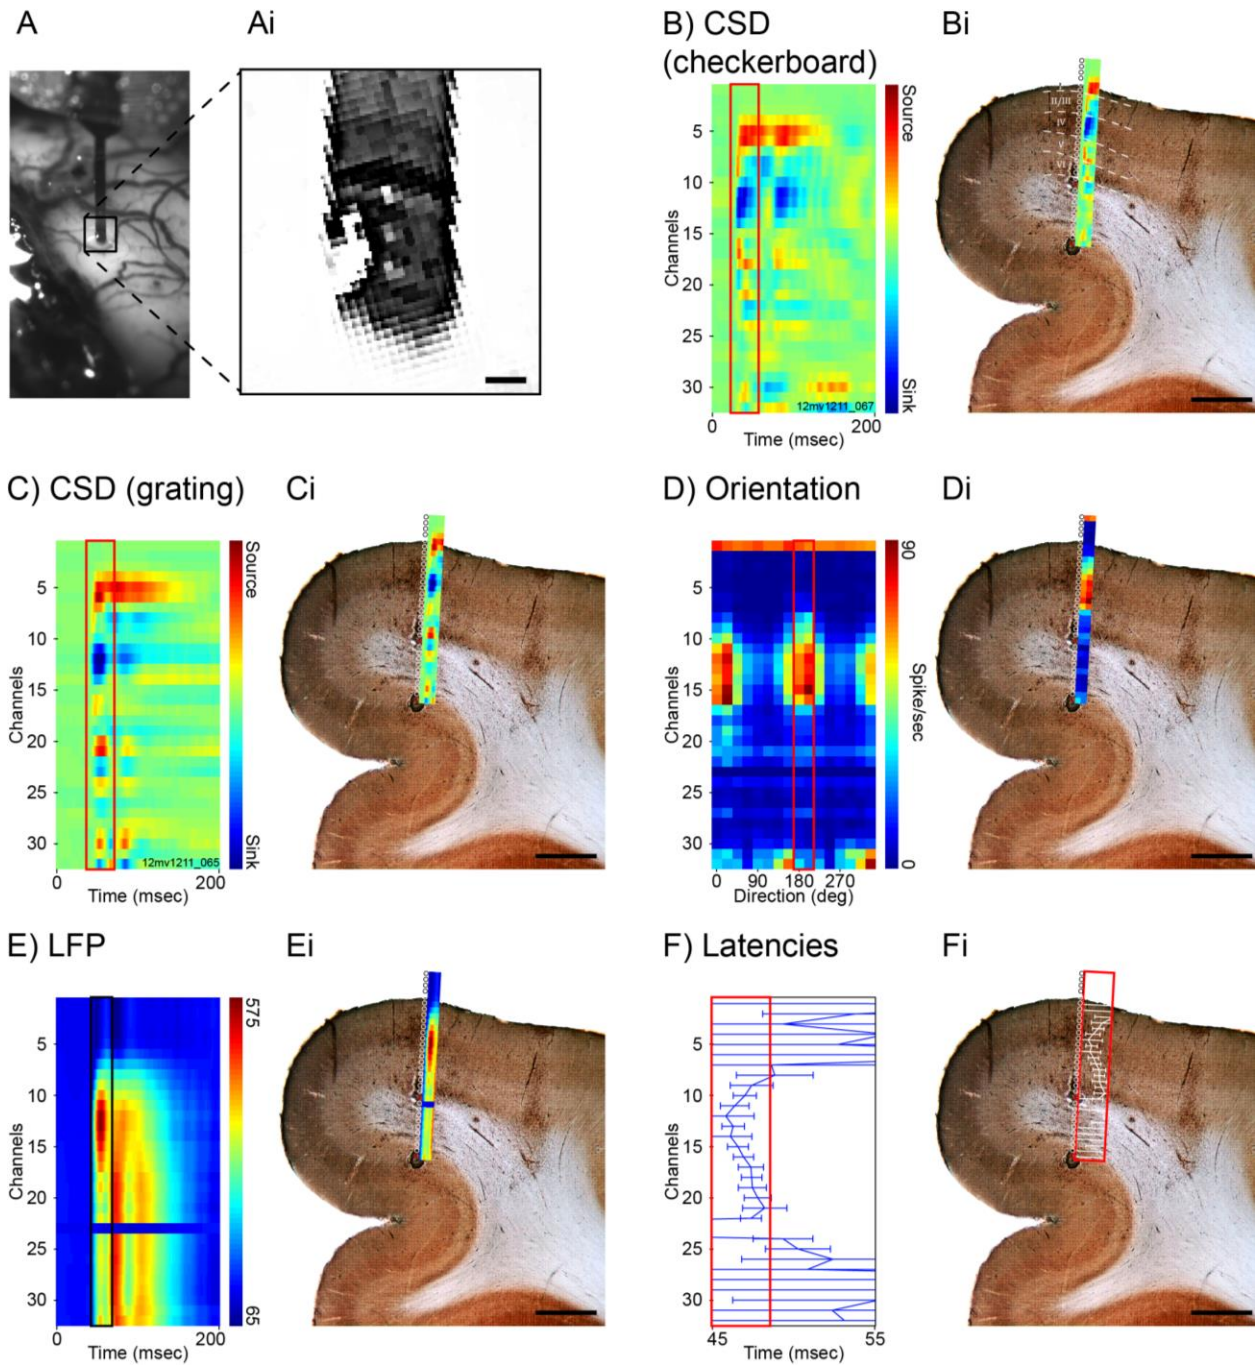 A
Ai
B) CSD
(checkerboard)
Bi
Channels
5
10
15
20
25
30
12mv1211_067
0
200
Time (msec)
Source
Sink
I
II/III
IV
V
VI
C) CSD (grating)
Ci
Channels
5
10
15
20
25
30
12mv1211_065
0
200
Time (msec)
Source
Sink
D) Orientation
Di
Channels
5
10
15
20
25
30
0
90
180
270
Direction (deg)
90
Spike/sec
0
E) LFP
Ei
Channels
5
10
15
20
25
30
0
200
Time (msec)
575
65
F) Latencies
Fi
Channels
5
10
15
20
25
30
45
55
Time (msec)